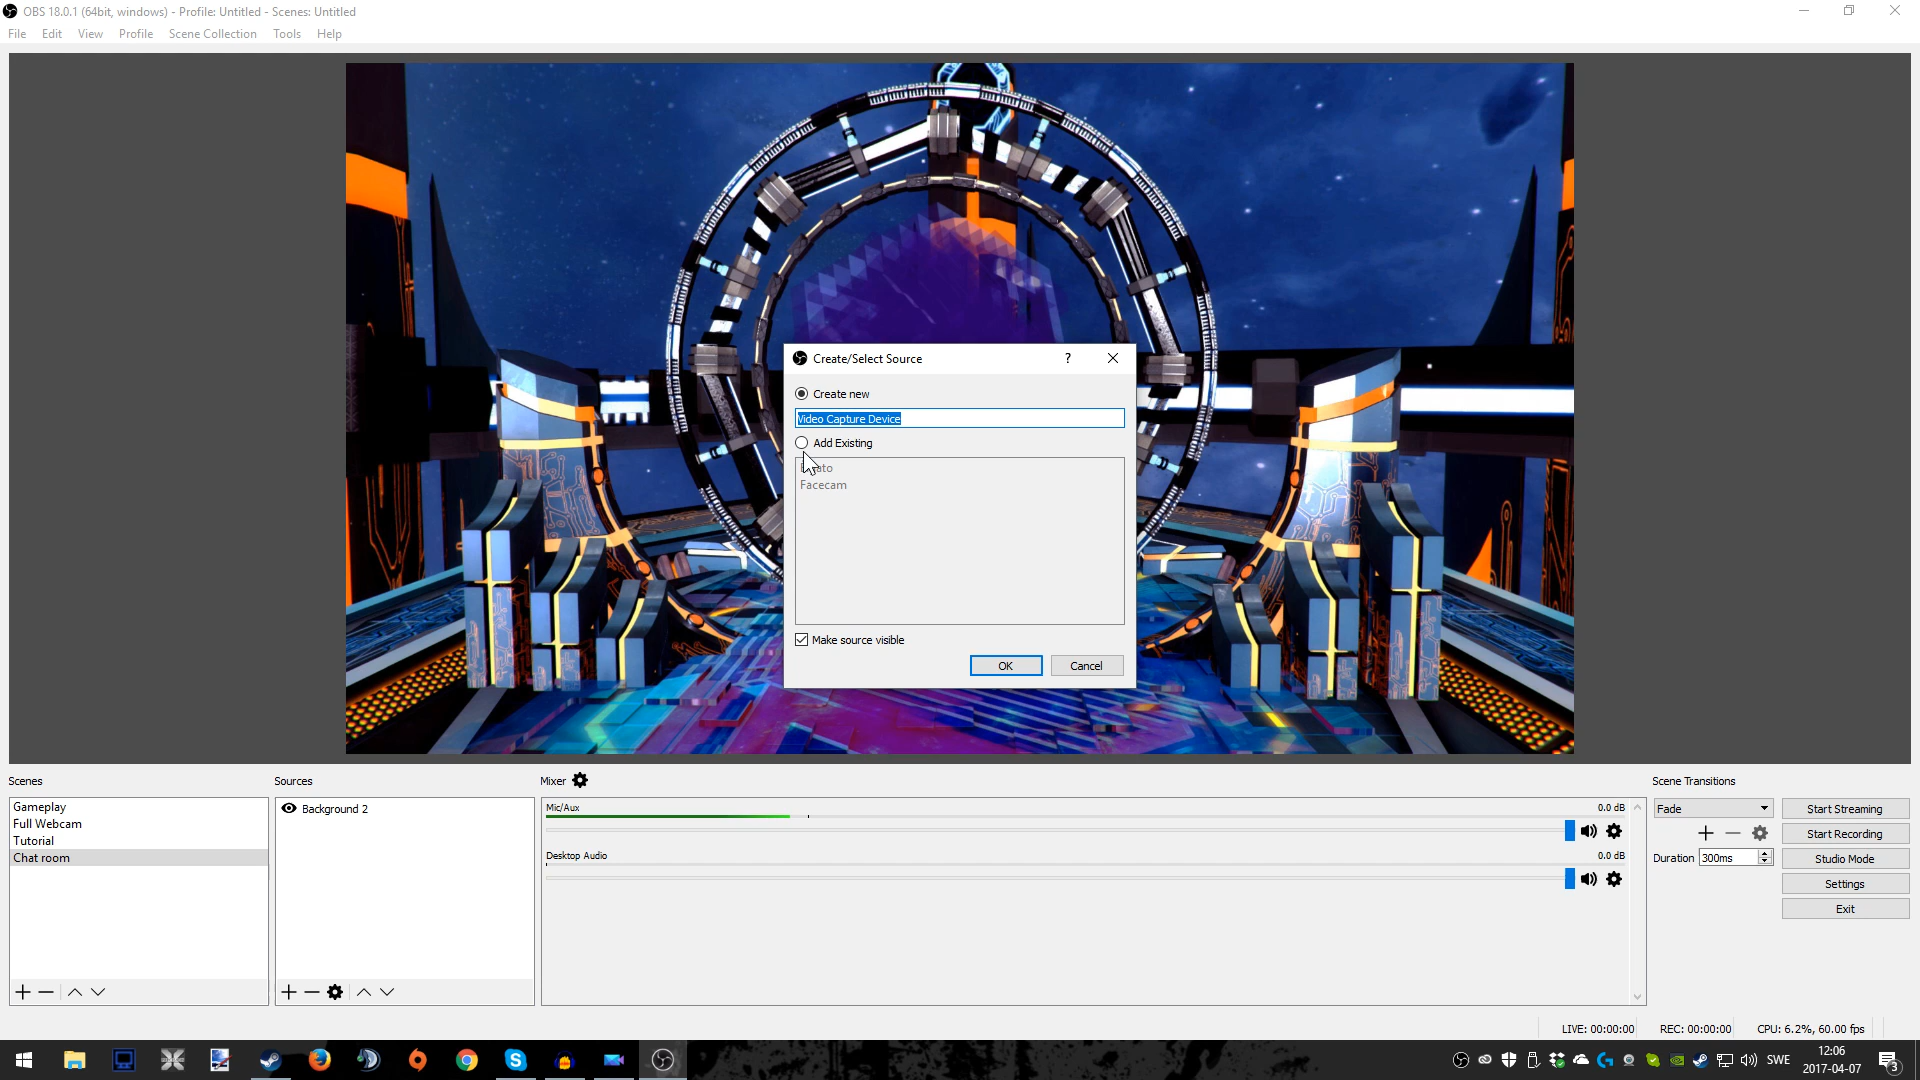 OBS 18.0.1 (64bit, windows) - Profile: Untitled - Scenes: Untitled
File Edit View Profile Scene Collection Tools Help
Create/Select Source ?
Create new
Video Capture Device
Add Existing
Facecam
Make source visible
OK Cancel
Scenes
Gameplay
Full Webcam
Tutorial
Chat room
Sources
Background 2
Mixer
Mic/Aux 0.0 dB
Desktop Audio 0.0 dB
Scene Transitions
Fade
Duration 300ms
Start Streaming
Start Recording
Studio Mode
Settings
Exit
LIVE: 00:00:00 REC: 00:00:00 CPU: 6.2%, 60.00 fps
SWE
12:06
2017-04-07
3